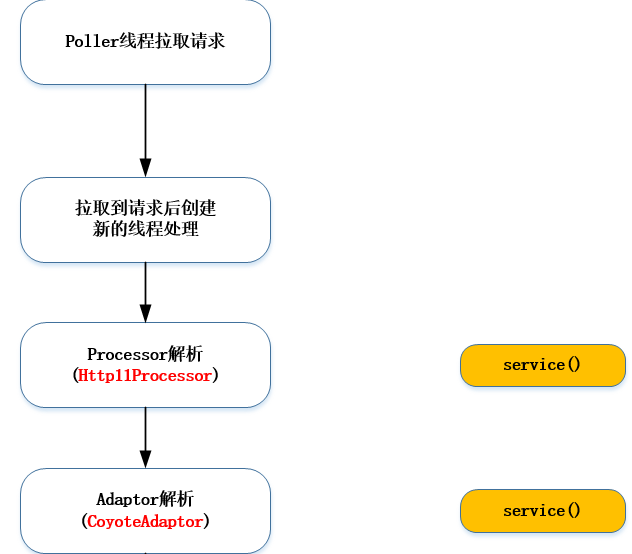 Poller线程拉取请求
拉取到请求后创建
新的线程处理
Processor解析
(Http11Processor)
service()
Adaptor解析
(CoyoteAdaptor)
service()